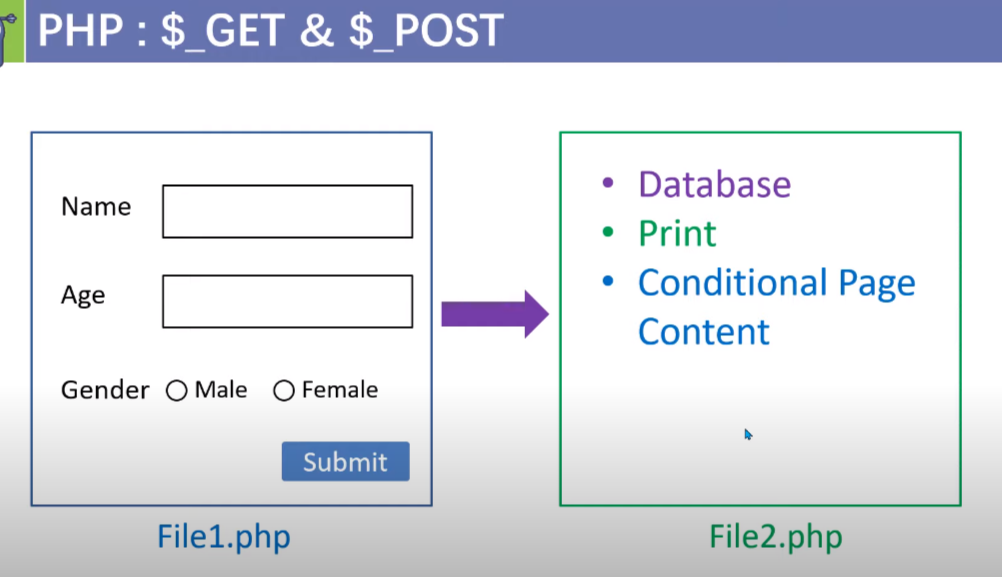 PHP : $_GET & $_POST
Name
Age
Gender Male Female
Submit
File1.php
• Database
• Print
• Conditional Page
Content
File2.php